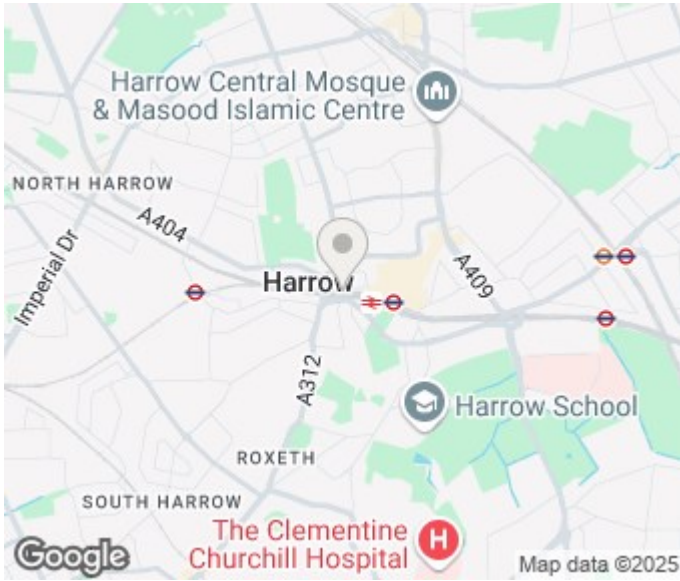 Harrow Central Mosque
& Masood Islamic Centre
NORTH HARROW
A404
Imperial Dr
Harrow
A409
A312
Harrow School
ROXETH
SOUTH HARROW
The Clementine
Churchill Hospital
H
Google
Map data ©2025